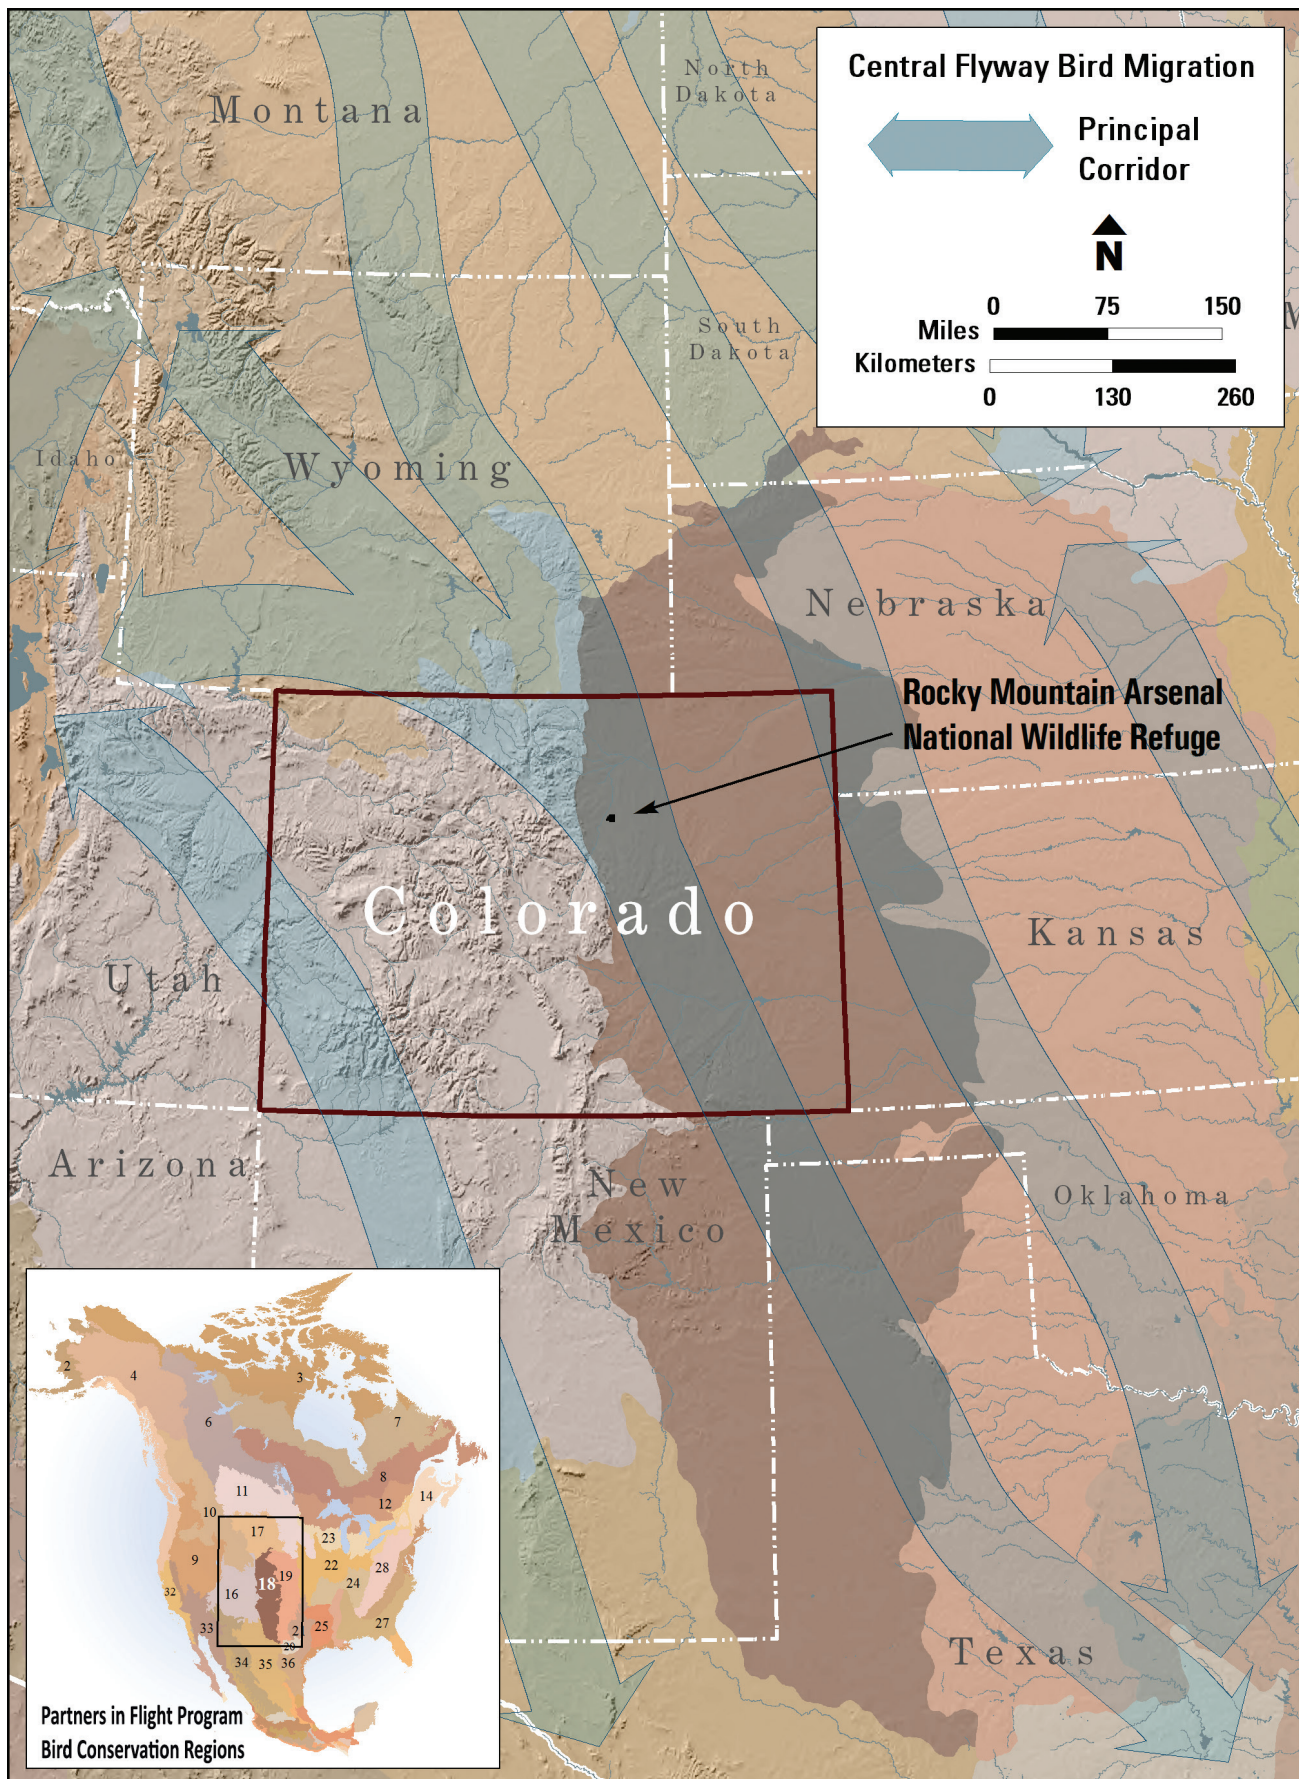 Central Flyway Bird Migration
Principal
Corridor
N
0 75 150
Miles
Kilometers
0 130 260
Montana
North
Dakota
South
Dakota
Idaho
Wyoming
Nebraska
Rocky Mountain Arsenal
National Wildlife Refuge
Colorado
Kansas
Utah
Arizona
New
Mexico
Oklahoma
Texas
M
2
4
3
6
7
8
11
14
10
12
17
23
9
22
28
18
19
16
24
32
33
21
25
27
20
34
35
36
Partners in Flight Program
Bird Conservation Regions